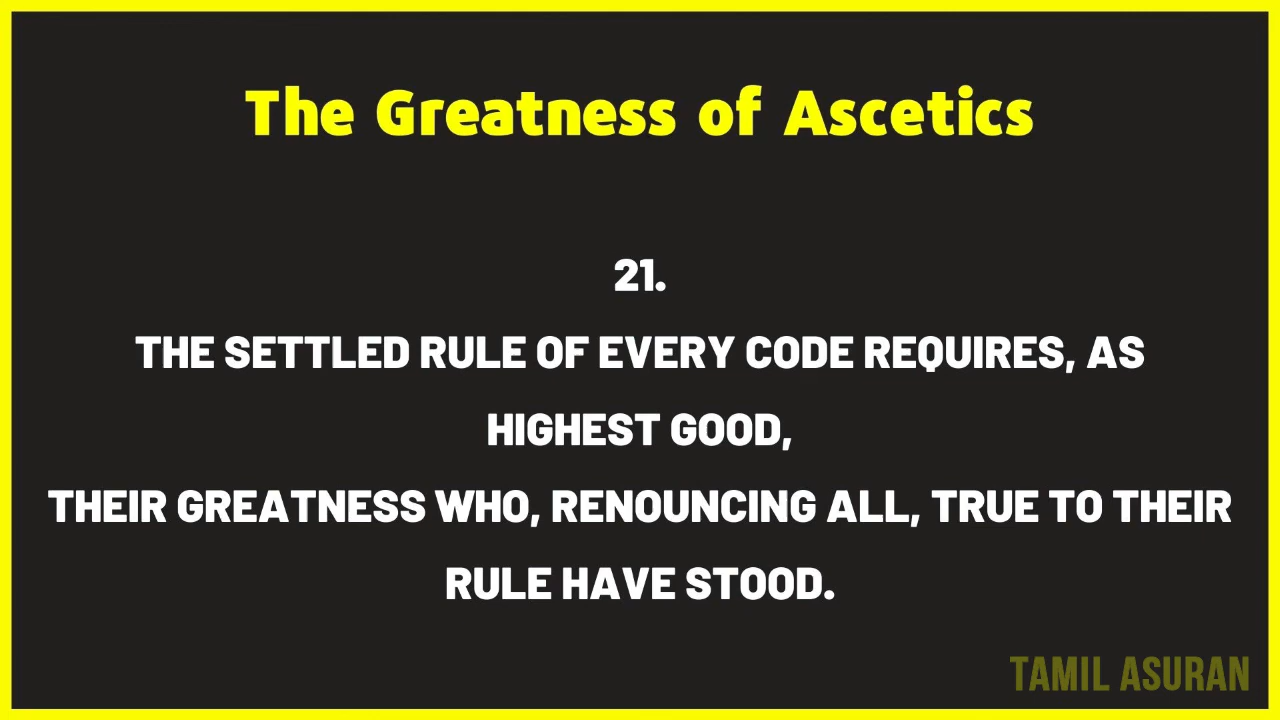 The Greatness of Ascetics
21.
THE SETTLED RULE OF EVERY CODE REQUIRES, AS
HIGHEST GOOD,
THEIR GREATNESS WHO, RENOUNCING ALL, TRUE TO THEIR
RULE HAVE STOOD.
TAMIL ASURAN